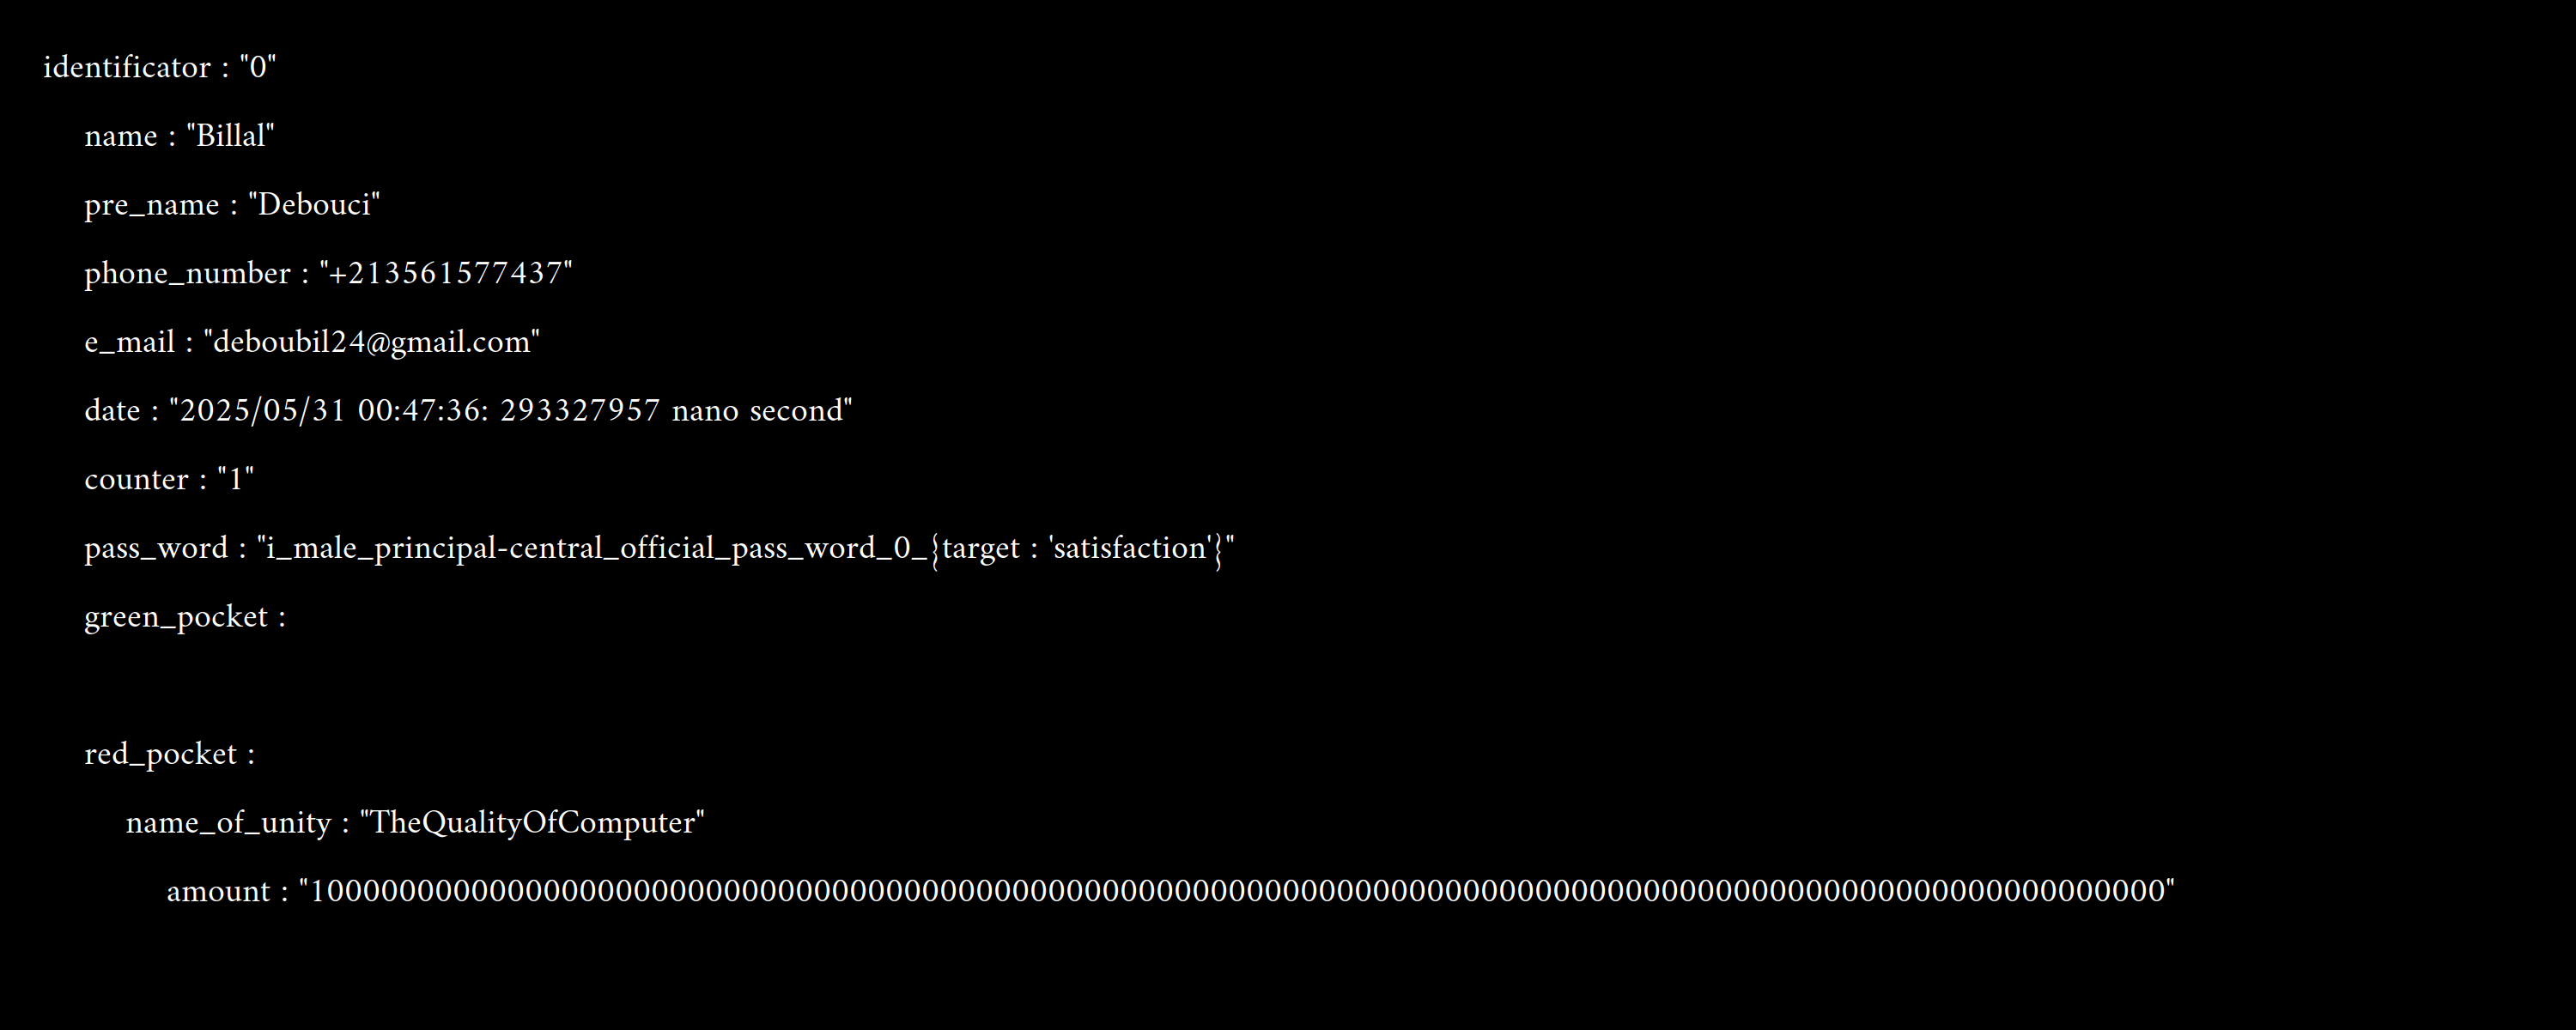 identificator : "0"
name : "Billal"
pre_name : "Debouci"
phone_number : "+213561577437"
e_mail : "deboubil24@gmail.com"
date : "2025/05/31 00:47:36: 293327957 nano second"
counter : "1"
pass_word : "i_male_principal-central_official_pass_word_0_{target : 'satisfaction'}"
green_pocket :
red_pocket :
name_of_unity : "TheQualityOfComputer"
amount : "1000000000000000000000000000000000000000000000000000000000000000000000000000000000000000000000000000000"